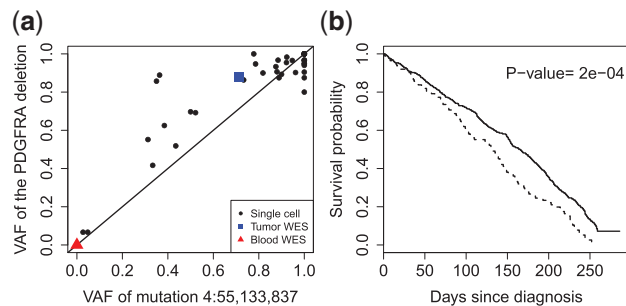 (a)
VAF of the PDGFRA deletion
1.0
0.8
0.6
0.4
0.2
0.0
Single cell
Tumor WES
Blood WES
0.0 0.2 0.4 0.6 0.8 1.0
VAF of mutation 4:55,133,837
(b)
Survival probability
1.0
0.8
0.6
0.4
0.2
0.0
P-value= 2e-04
0 50 100 150 200 250
Days since diagnosis